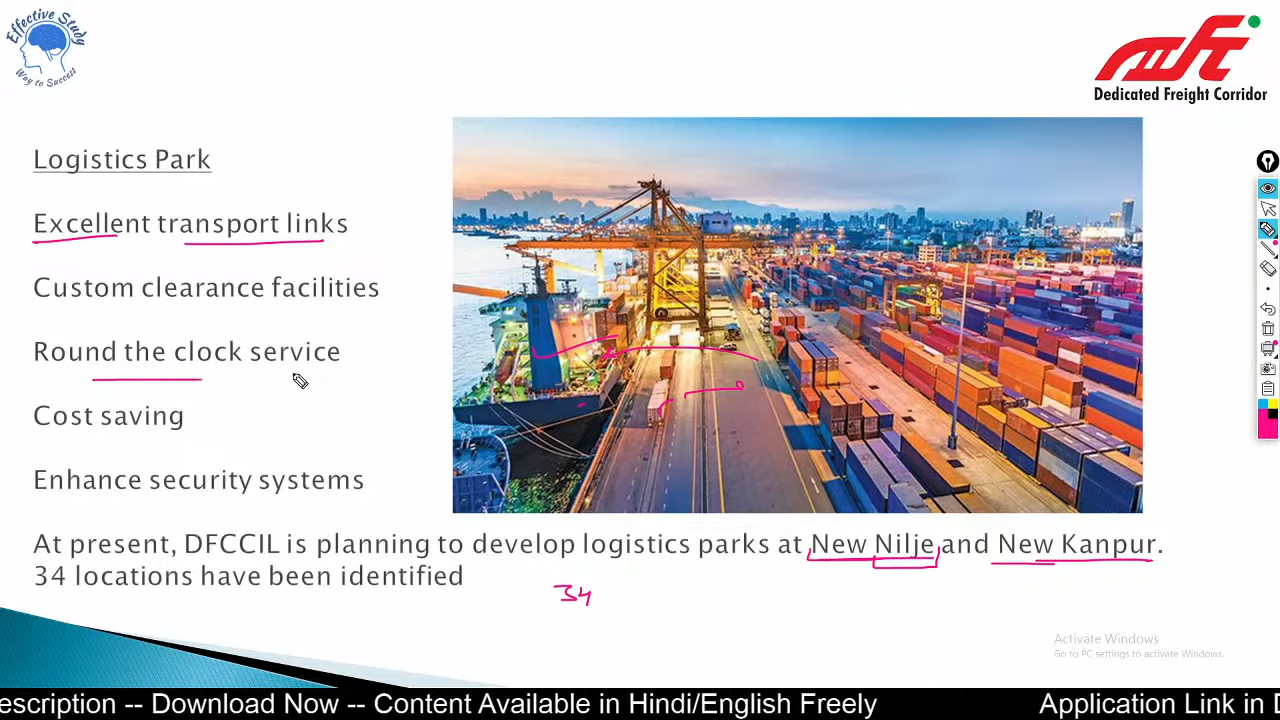 Effective Study
Way to Success
DFC
Dedicated Freight Corridor
Logistics Park
Excellent transport links
Custom clearance facilities
Round the clock service
Cost saving
Enhance security systems
At present, DFCCIL is planning to develop logistics parks at New Nilje and New Kanpur.
34 locations have been identified
34
Activate Windows
Go to PC settings to activate Windows.
escription -- Download Now -- Content Available in Hindi/English Freely
Application Link in D